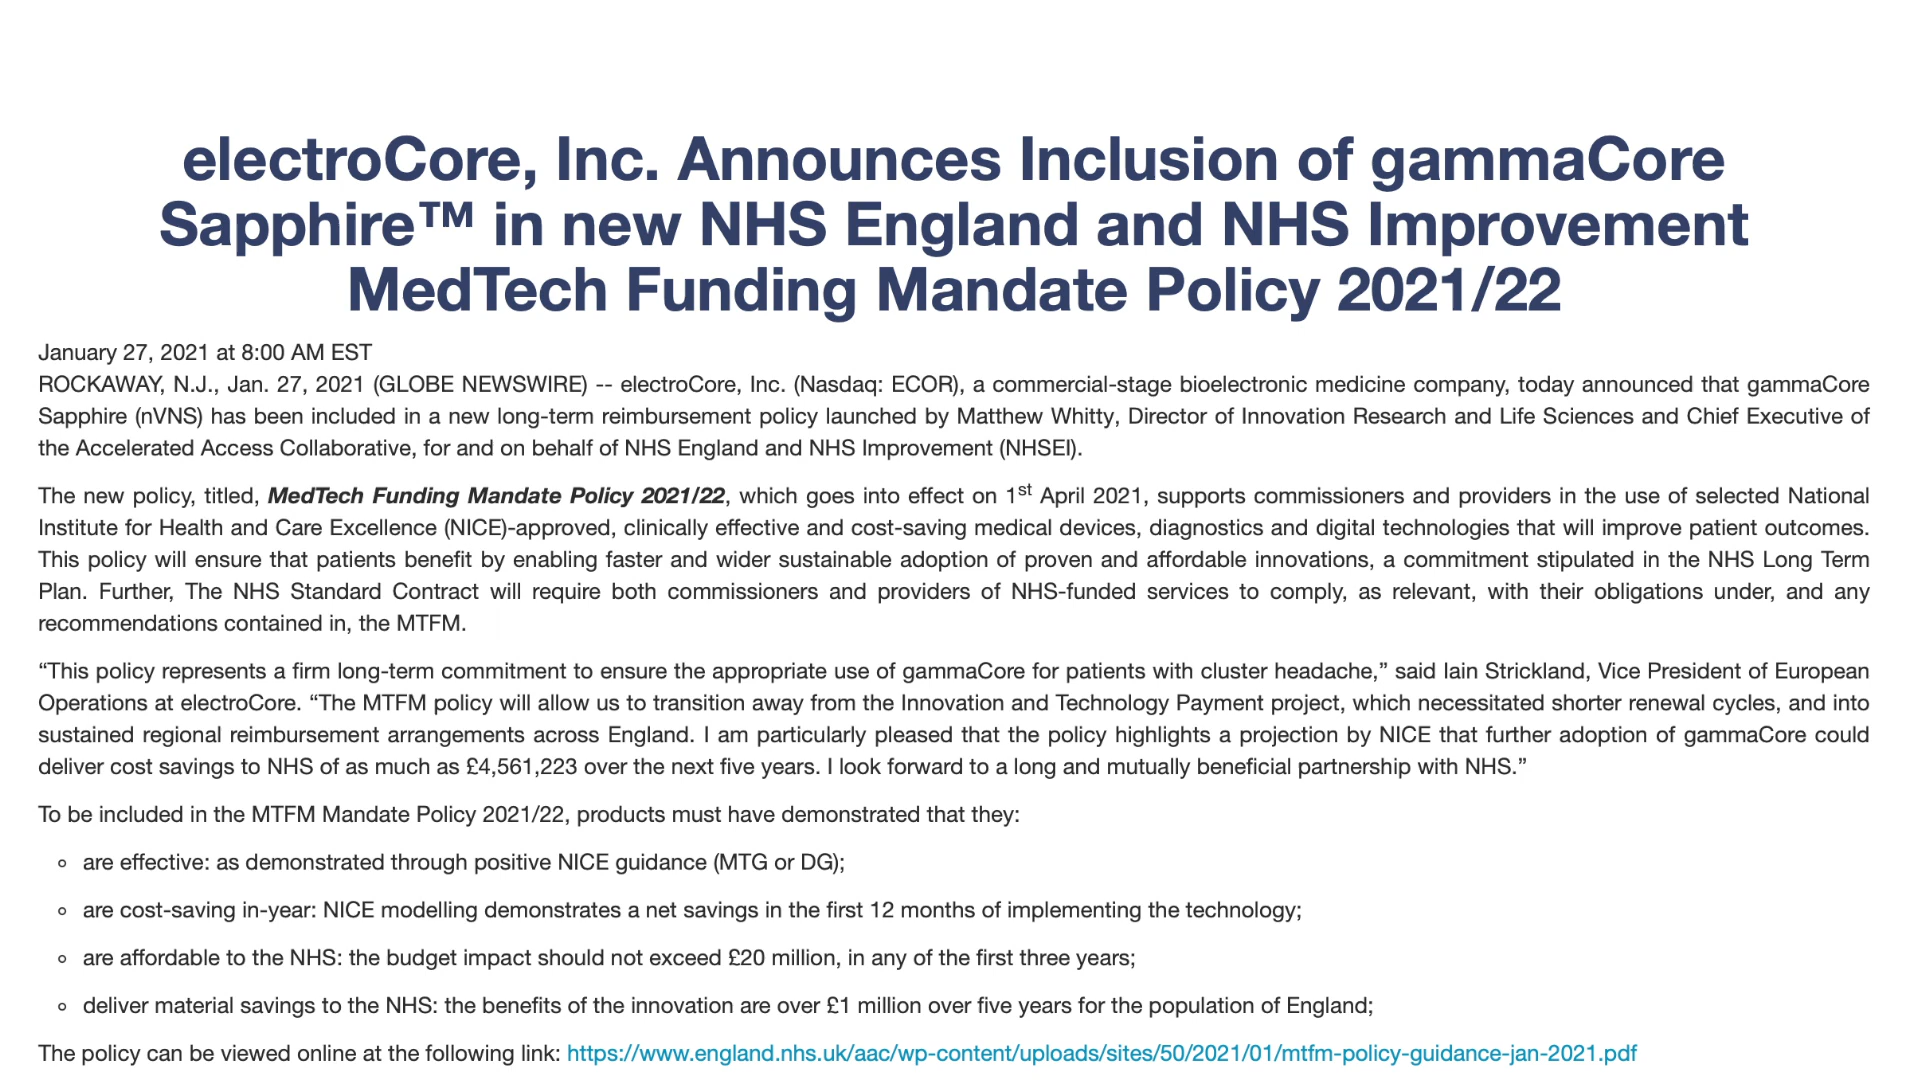 electroCore, Inc. Announces Inclusion of gammaCore
Sapphire™ in new NHS England and NHS Improvement
MedTech Funding Mandate Policy 2021/22
January 27, 2021 at 8:00 AM EST
ROCKAWAY, N.J., Jan. 27, 2021 (GLOBE NEWSWIRE) -- electroCore, Inc. (Nasdaq: ECOR), a commercial-stage bioelectronic medicine company, today announced that gammaCore
Sapphire (nVNS) has been included in a new long-term reimbursement policy launched by Matthew Whitty, Director of Innovation Research and Life Sciences and Chief Executive of
the Accelerated Access Collaborative, for and on behalf of NHS England and NHS Improvement (NHSEI).
The new policy, titled, MedTech Funding Mandate Policy 2021/22, which goes into effect on 1st April 2021, supports commissioners and providers in the use of selected National
Institute for Health and Care Excellence (NICE)-approved, clinically effective and cost-saving medical devices, diagnostics and digital technologies that will improve patient outcomes.
This policy will ensure that patients benefit by enabling faster and wider sustainable adoption of proven and affordable innovations, a commitment stipulated in the NHS Long Term
Plan. Further, The NHS Standard Contract will require both commissioners and providers of NHS-funded services to comply, as relevant, with their obligations under, and any
recommendations contained in, the MTFM.
“This policy represents a firm long-term commitment to ensure the appropriate use of gammaCore for patients with cluster headache,” said Iain Strickland, Vice President of European
Operations at electroCore. “The MTFM policy will allow us to transition away from the Innovation and Technology Payment project, which necessitated shorter renewal cycles, and into
sustained regional reimbursement arrangements across England. I am particularly pleased that the policy highlights a projection by NICE that further adoption of gammaCore could
deliver cost savings to NHS of as much as £4,561,223 over the next five years. I look forward to a long and mutually beneficial partnership with NHS.”
To be included in the MTFM Mandate Policy 2021/22, products must have demonstrated that they:
◦ are effective: as demonstrated through positive NICE guidance (MTG or DG);
◦ are cost-saving in-year: NICE modelling demonstrates a net savings in the first 12 months of implementing the technology;
◦ are affordable to the NHS: the budget impact should not exceed £20 million, in any of the first three years;
◦ deliver material savings to the NHS: the benefits of the innovation are over £1 million over five years for the population of England;
The policy can be viewed online at the following link: https://www.england.nhs.uk/aac/wp-content/uploads/sites/50/2021/01/mtfm-policy-guidance-jan-2021.pdf